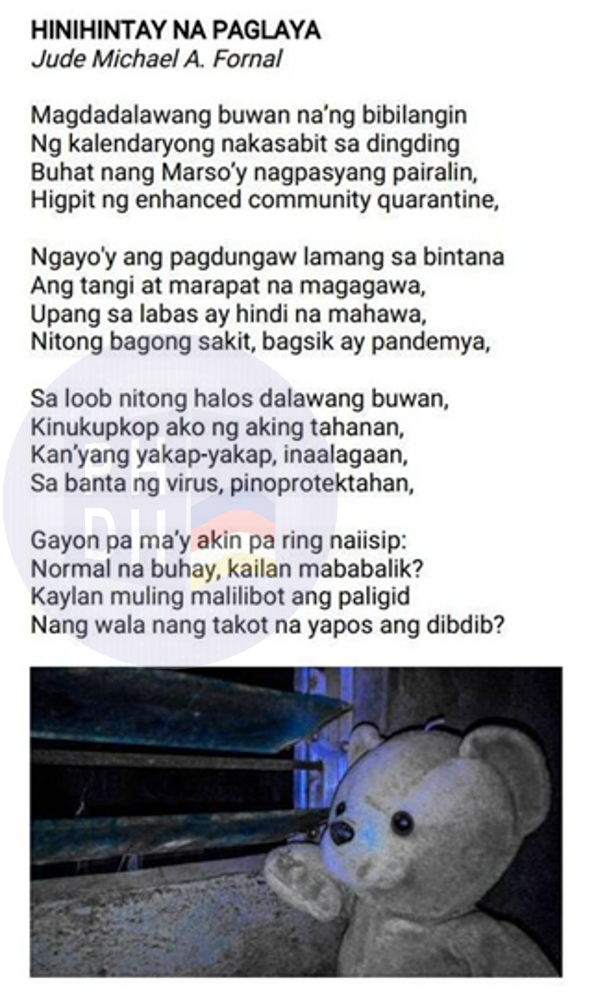 HINIHINTAY NA PAGLAYA
Jude Michael A. Fornal
Magdadalawang buwan na'ng bibilangin
Ng kalendaryong nakasabit sa dingding
Buhat nang Marso'y nagpasyang pairalin,
Higpit ng enhanced community quarantine,
Ngayo'y ang pagdungaw lamang sa bintana
Ang tangi at marapat na magagawa,
Upang sa labas ay hindi na mahawa,
Nitong bagong sakit, bagsik ay pandemya,
Sa loob nitong halos dalawang buwan,
Kinukupkop ako ng aking tahanan,
Kan'yang yakap-yakap, inaalagaan,
Sa banta ng virus, pinoprotektahan,
Gayon pa ma'y akin pa ring naiisip:
Normal na buhay, kailan mababalik?
Kaylan muling malilibot ang paligid
Nang wala nang takot na yapos ang dibdib?
PH
DH